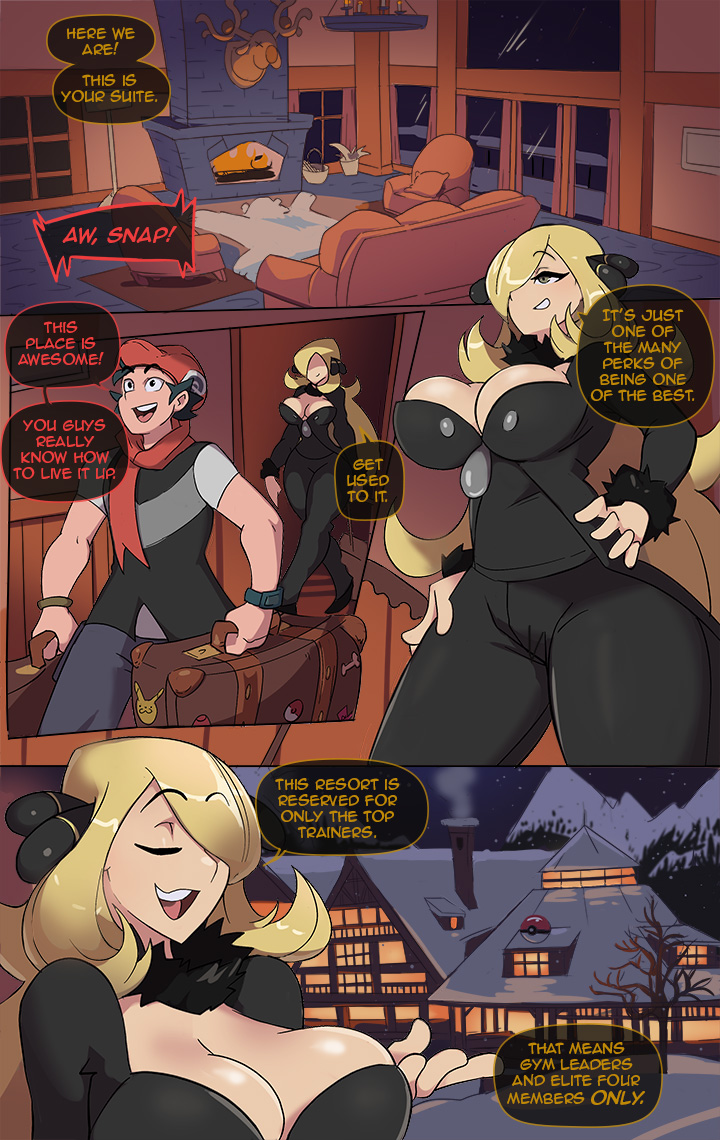 HERE WE
ARE!
THIS IS
YOUR SUITE.
AW, SNAP!
THIS
PLACE IS
AWESOME!
YOU GUYS
REALLY
KNOW HOW
TO LIVE IT UP.
GET
USED
TO IT.
IT'S JUST
ONE OF
THE MANY
PERKS OF
BEING ONE
OF THE BEST.
THIS RESORT IS
RESERVED FOR
ONLY THE TOP
TRAINERS.
THAT MEANS
GYM LEADERS
AND ELITE FOUR
MEMBERS ONLY.